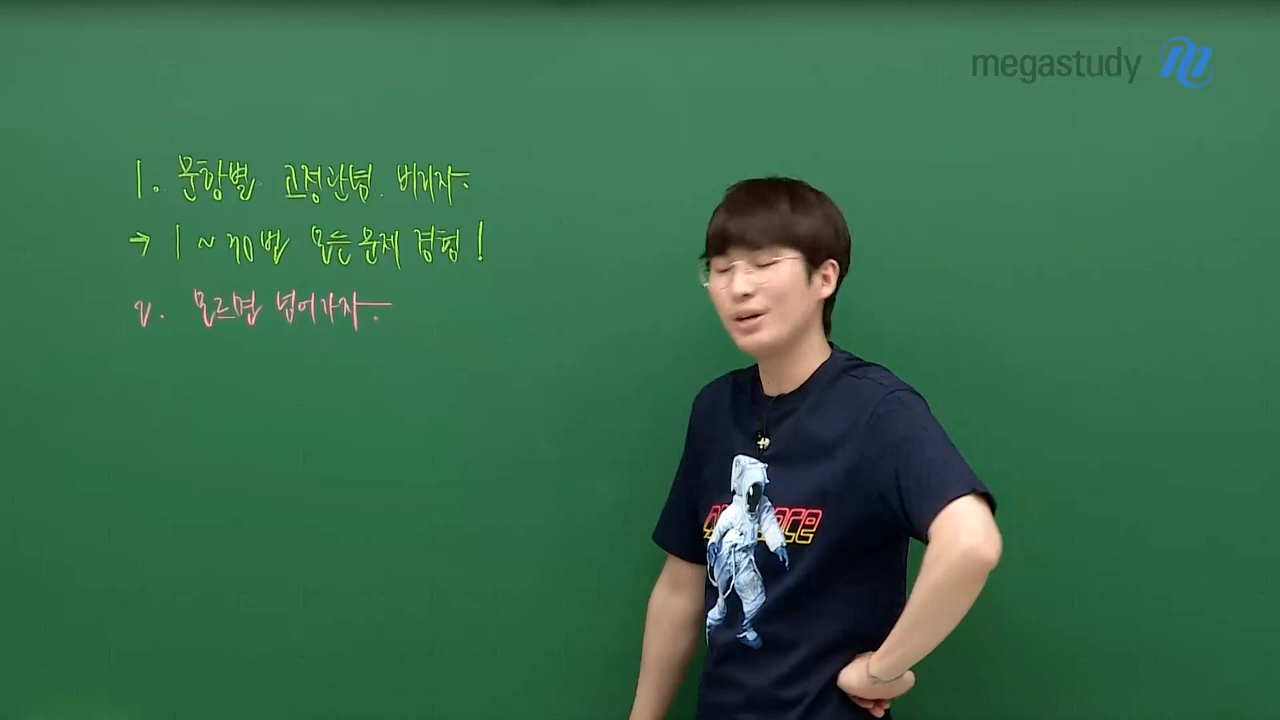 megastudy
1. 문항별 고정관념 버리자.
→ 1 ~ 30번 모든 문제 경험!
2. 모르면 넘어가자.